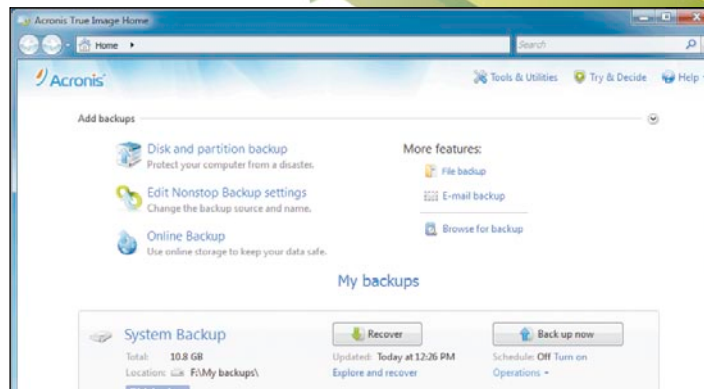 Acronis True Image Home
Home
Search
Acronis
Tools & Utilities
Try & Decide
Help
Add backups
Disk and partition backup
Protect your computer from a disaster.
Edit Nonstop Backup settings
Change the backup source and name.
Online Backup
Use online storage to keep your data safe.
More features:
File backup
E-mail backup
Browse for backup
My backups
System Backup
Total: 10.8 GB
Location: F:\My backups\
Recover
Updated: Today at 12:26 PM
Explore and recover
Back up now
Schedule: Off Turn on
Operations